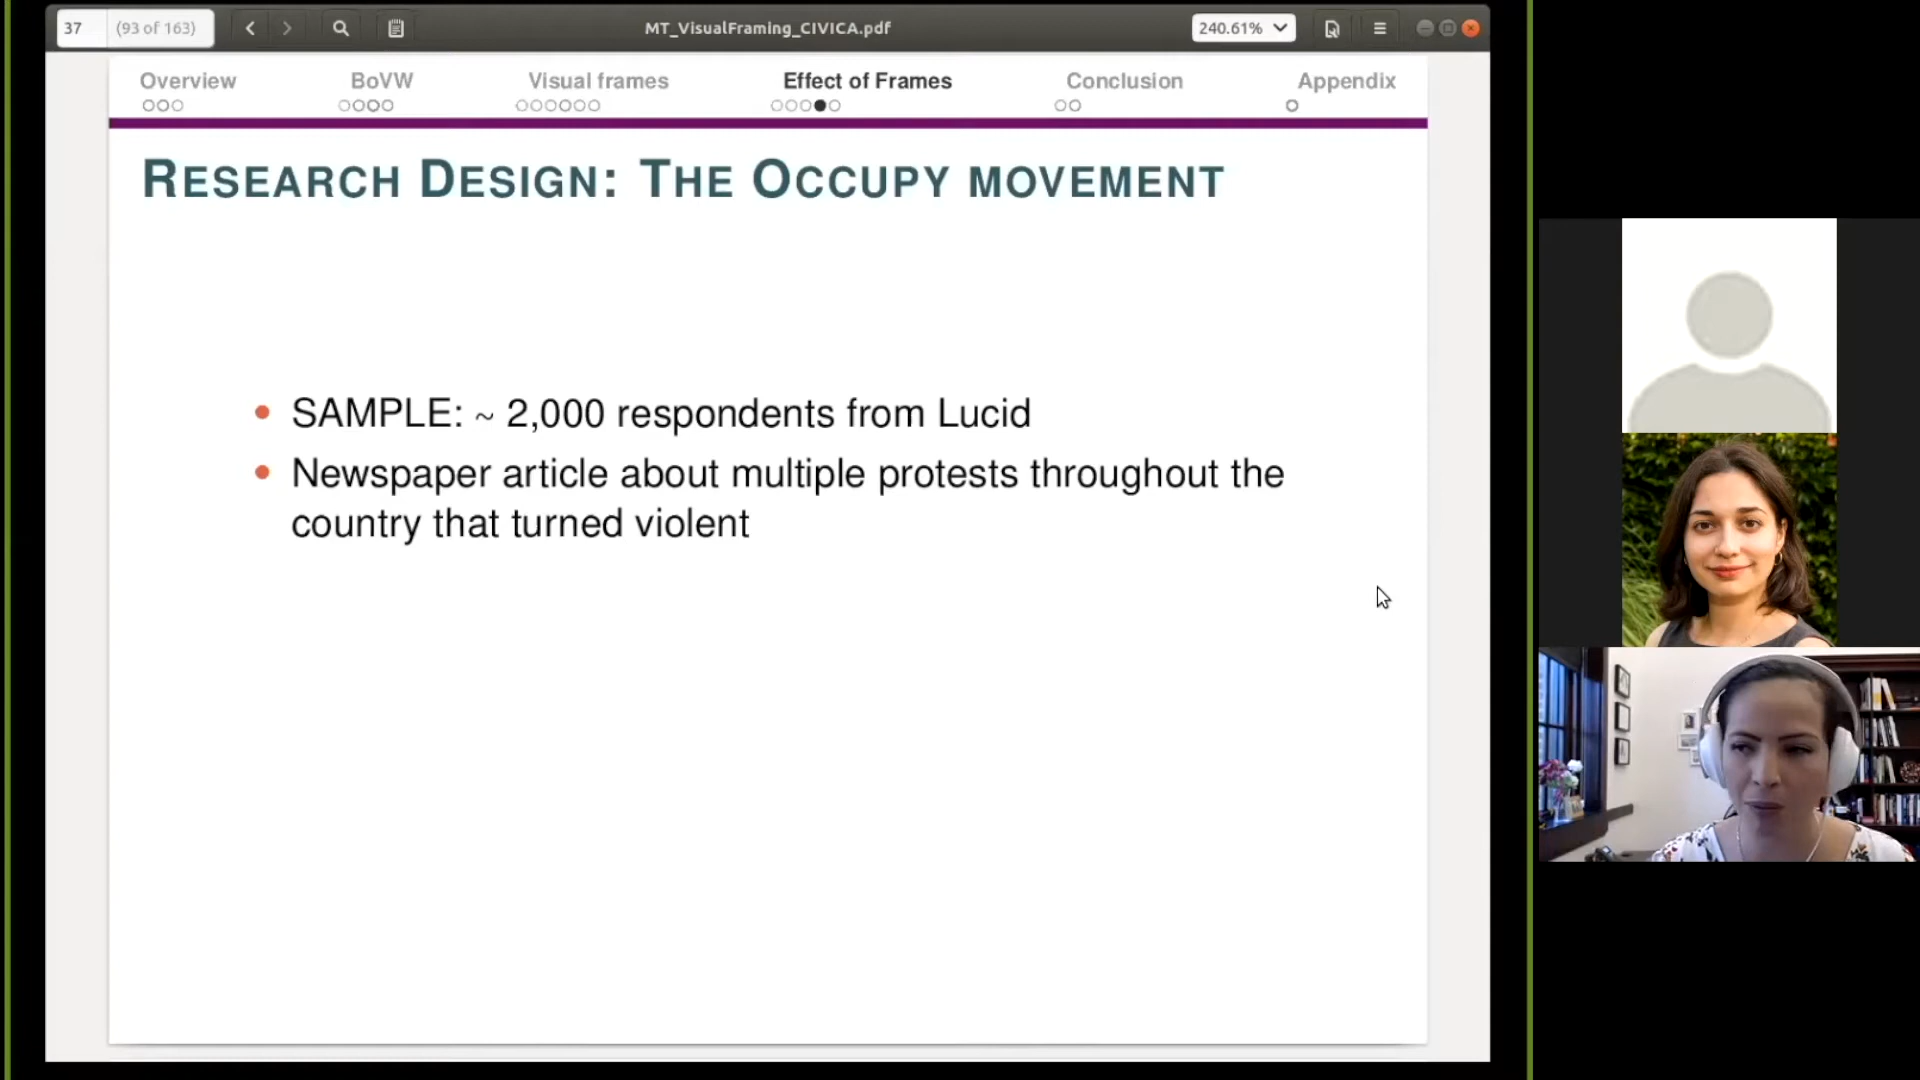 37 (93 of 163) MT_VisualFraming_CIVICA.pdf 240.61%
Overview BoVW Visual frames Effect of Frames Conclusion Appendix
RESEARCH DESIGN: THE OCCUPY MOVEMENT
• SAMPLE: ~ 2,000 respondents from Lucid
• Newspaper article about multiple protests throughout the
country that turned violent